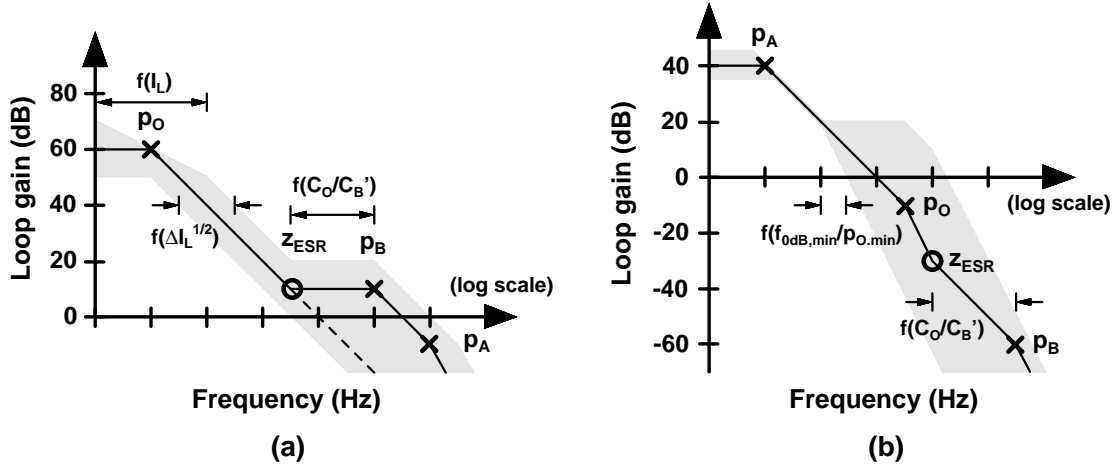 Loop gain (dB)
80
60
40
20
0
f(I_L)
p_O
f(C_O/C_B')
f(ΔI_L^1/2)
z_ESR
p_B
(log scale)
p_A
Frequency (Hz)
(a)
Loop gain (dB)
40
20
0
-20
-40
-60
p_A
(log scale)
p_O
f(f_0dB,min/p_O.min)
z_ESR
f(C_O/C_B')
p_B
Frequency (Hz)
(b)